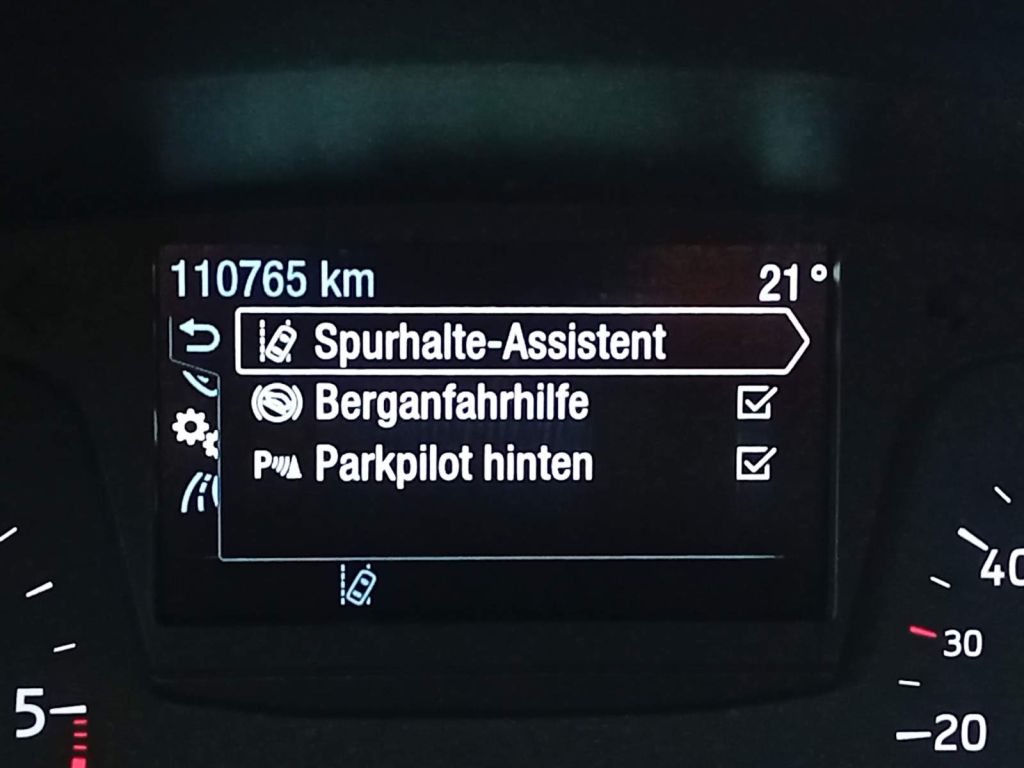 110765 km 21°
Spurhalte-Assistent
Berganfahrhilfe
P Parkpilot hinten
5
40
30
20